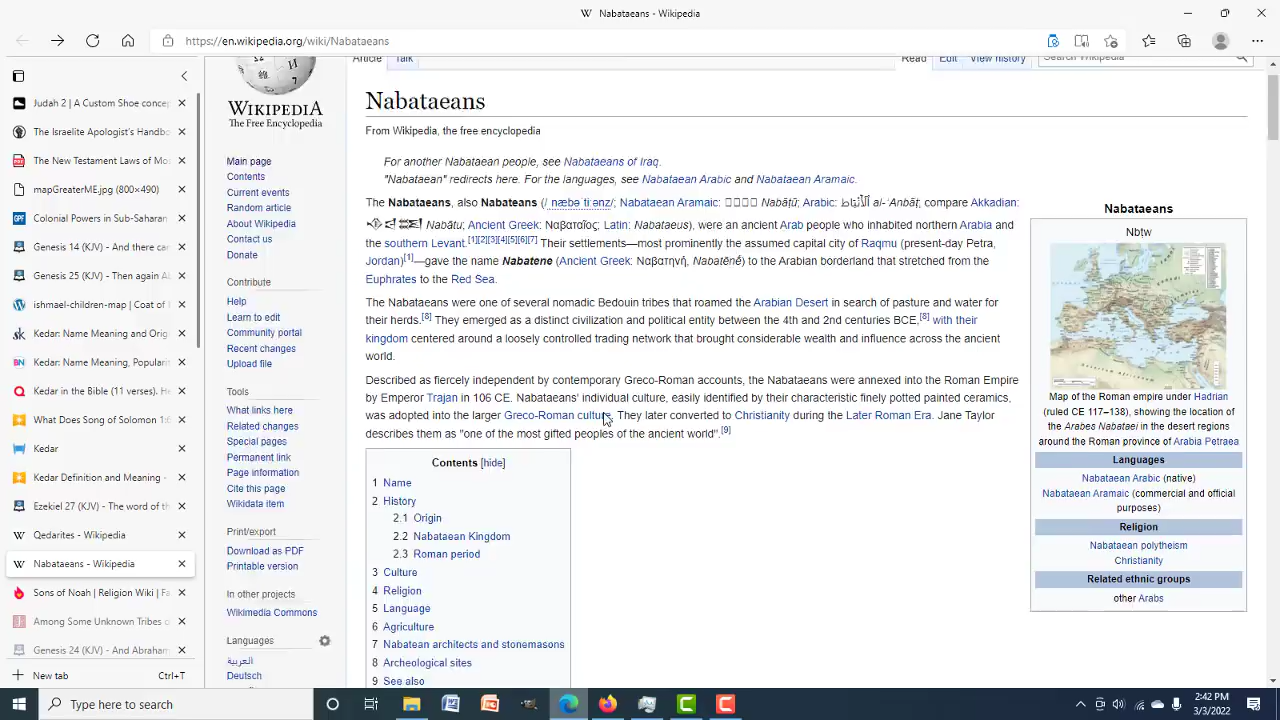 Nabataeans - Wikipedia
https://en.wikipedia.org/wiki/Nabataeans
Judah 2 | A Custom Shoe conce
The Israelite Apologist's Handb
The New Testament Laws of Mo
mapGreaterME.jpg (800×490)
Colonial Powers in Sub-Saharan
Genesis 14 (KJV) - And there ca
Genesis 25 (KJV) - Then again Al
ishmael-children-map | Coat of
Kedar: Name Meaning and Orig
Kedar: Name Meaning, Populari
Kedar in the Bible (11 verses). He
What Does Song of Solomon 1:
Kedar
Kedar Definition and Meaning -
Ezekiel 27 (KJV) - The word of th
Qedarites - Wikipedia
Nabataeans - Wikipedia
Sons of Noah | Religion Wiki | Fa
Among Some Unknown Tribes o
Genesis 24 (KJV) - And Abraham
New tab Ctrl+T
WIKIPEDIA
The Free Encyclopedia
Main page
Contents
Current events
Random article
About Wikipedia
Contact us
Donate
Contribute
Help
Learn to edit
Community portal
Recent changes
Upload file
Tools
What links here
Related changes
Special pages
Permanent link
Page information
Cite this page
Wikidata item
Print/export
Download as PDF
Printable version
In other projects
Wikimedia Commons
Languages
العربية
Deutsch
Article Talk Read Edit View history Search Wikipedia
Nabataeans
From Wikipedia, the free encyclopedia
For another Nabataean people, see Nabataeans of Iraq.
"Nabataean" redirects here. For the languages, see Nabataean Arabic and Nabataean Aramaic.
The Nabataeans, also Nabateans (/ˌnæbəˈtiːənz/; Nabataean Aramaic: Nabāṭū; Arabic: ٱلْأَنْبَاط al-ʾAnbāṭ, compare Akkadian:
Nabātu; Ancient Greek: Ναβαταῖος; Latin: Nabataeus), were an ancient Arab people who inhabited northern Arabia and
the southern Levant.[1][2][3][4][5][6][7] Their settlements—most prominently the assumed capital city of Raqmu (present-day Petra,
Jordan)[1]—gave the name Nabatene (Ancient Greek: Ναβατηνή, Nabatēnḗ) to the Arabian borderland that stretched from the
Euphrates to the Red Sea.
The Nabataeans were one of several nomadic Bedouin tribes that roamed the Arabian Desert in search of pasture and water for
their herds.[8] They emerged as a distinct civilization and political entity between the 4th and 2nd centuries BCE,[8] with their
kingdom centered around a loosely controlled trading network that brought considerable wealth and influence across the ancient
world.
Described as fiercely independent by contemporary Greco-Roman accounts, the Nabataeans were annexed into the Roman Empire
by Emperor Trajan in 106 CE. Nabataeans' individual culture, easily identified by their characteristic finely potted painted ceramics,
was adopted into the larger Greco-Roman culture. They later converted to Christianity during the Later Roman Era. Jane Taylor
describes them as "one of the most gifted peoples of the ancient world".[9]
Contents [hide]
1 Name
2 History
2.1 Origin
2.2 Nabataean Kingdom
2.3 Roman period
3 Culture
4 Religion
5 Language
6 Agriculture
7 Nabatean architects and stonemasons
8 Archeological sites
9 See also
Nabataeans
Nbṭw
Map of the Roman empire under Hadrian
(ruled CE 117–138), showing the location of
the Arabes Nabataei in the desert regions
around the Roman province of Arabia Petraea
Languages
Nabataean Arabic (native)
Nabataean Aramaic (commercial and official
purposes)
Religion
Nabataean polytheism
Christianity
Related ethnic groups
other Arabs
Type here to search
2:42 PM
3/3/2022